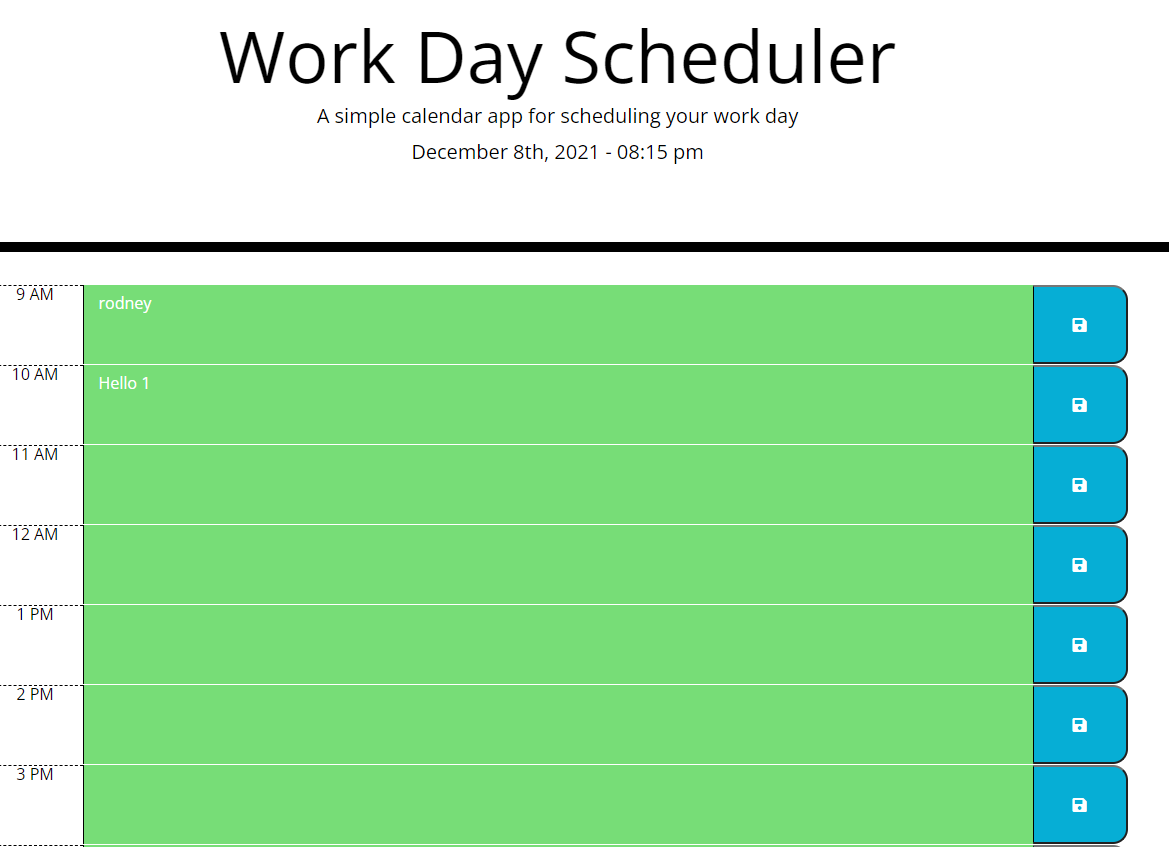 Work Day Scheduler
A simple calendar app for scheduling your work day
December 8th, 2021 - 08:15 pm
9 AM
rodney
10 AM
Hello 1
11 AM
12 AM
1 PM
2 PM
3 PM